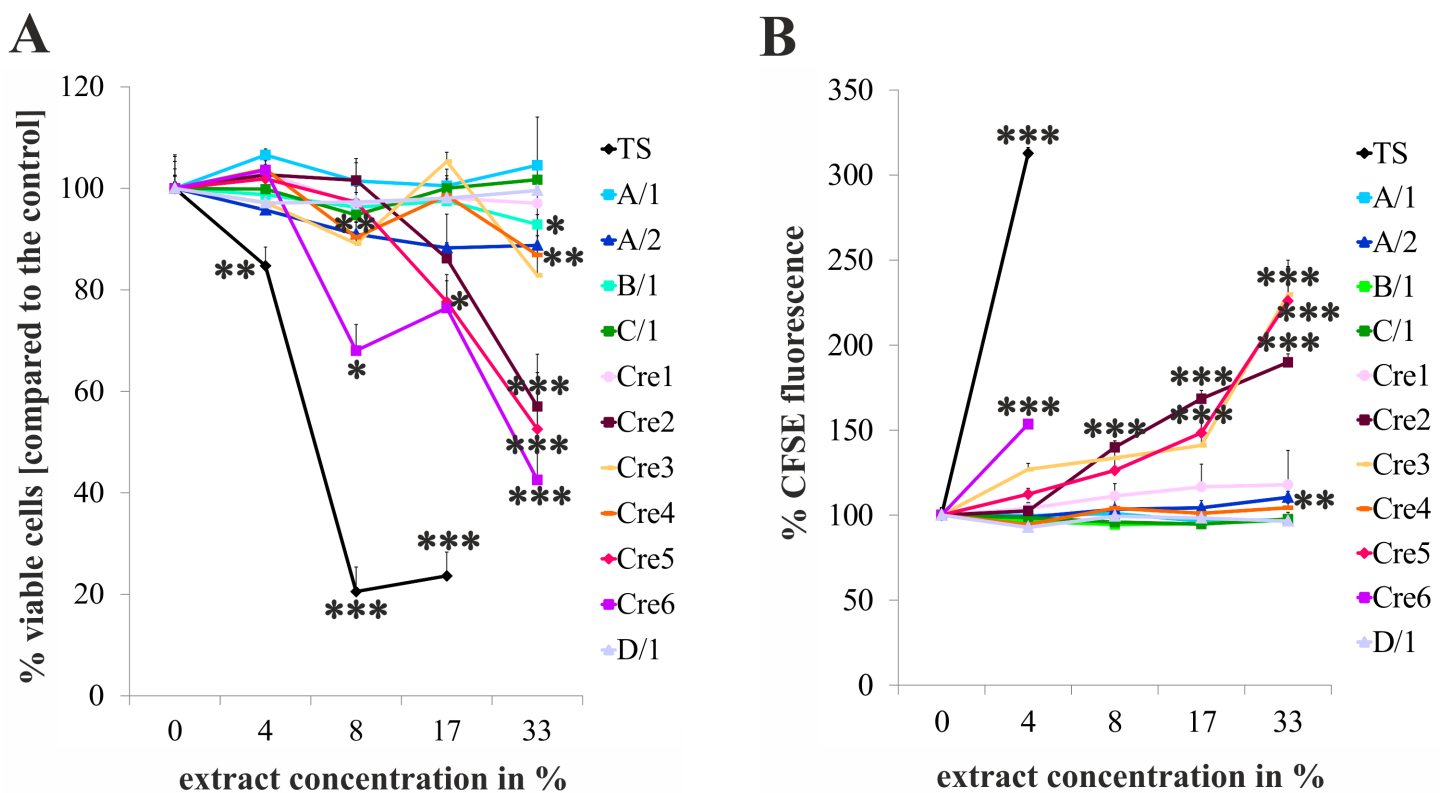 A
% viable cells [compared to the control]
120
100
80
60
40
20
0
0 4 8 17 33
extract concentration in %
**
***
***
**
*
*
*
**
***
***
***
TS
A/1
A/2
B/1
C/1
Cre1
Cre2
Cre3
Cre4
Cre5
Cre6
D/1
B
% CFSE fluorescence
350
300
250
200
150
100
50
0
0 4 8 17 33
extract concentration in %
***
***
***
***
***
***
***
***
**
TS
A/1
A/2
B/1
C/1
Cre1
Cre2
Cre3
Cre4
Cre5
Cre6
D/1